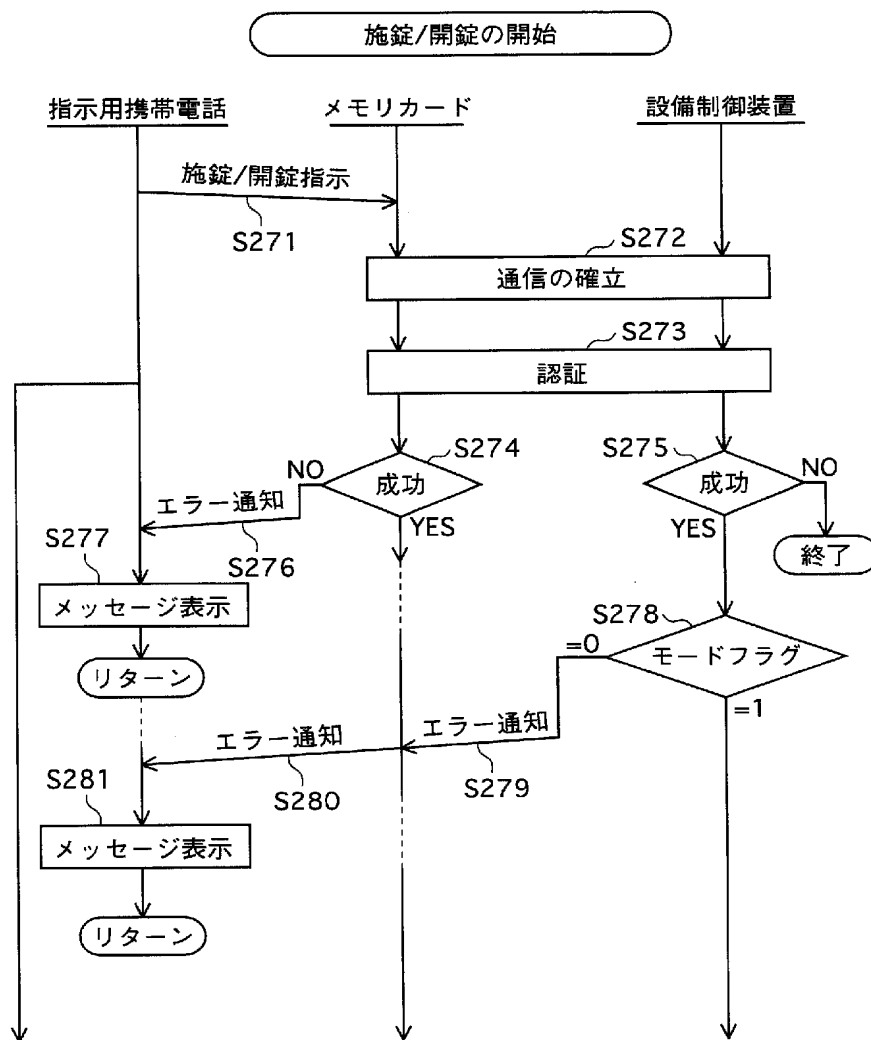 施錠/開錠の開始
指示用携帯電話
メモリカード
設備制御装置
施錠/開錠指示
S271
S272
通信の確立
S273
認証
S274
成功
NO
YES
S275
成功
NO
YES
終了
エラー通知
S276
S277
メッセージ表示
リターン
S278
モードフラグ
=0
=1
エラー通知
S279
エラー通知
S280
S281
メッセージ表示
リターン